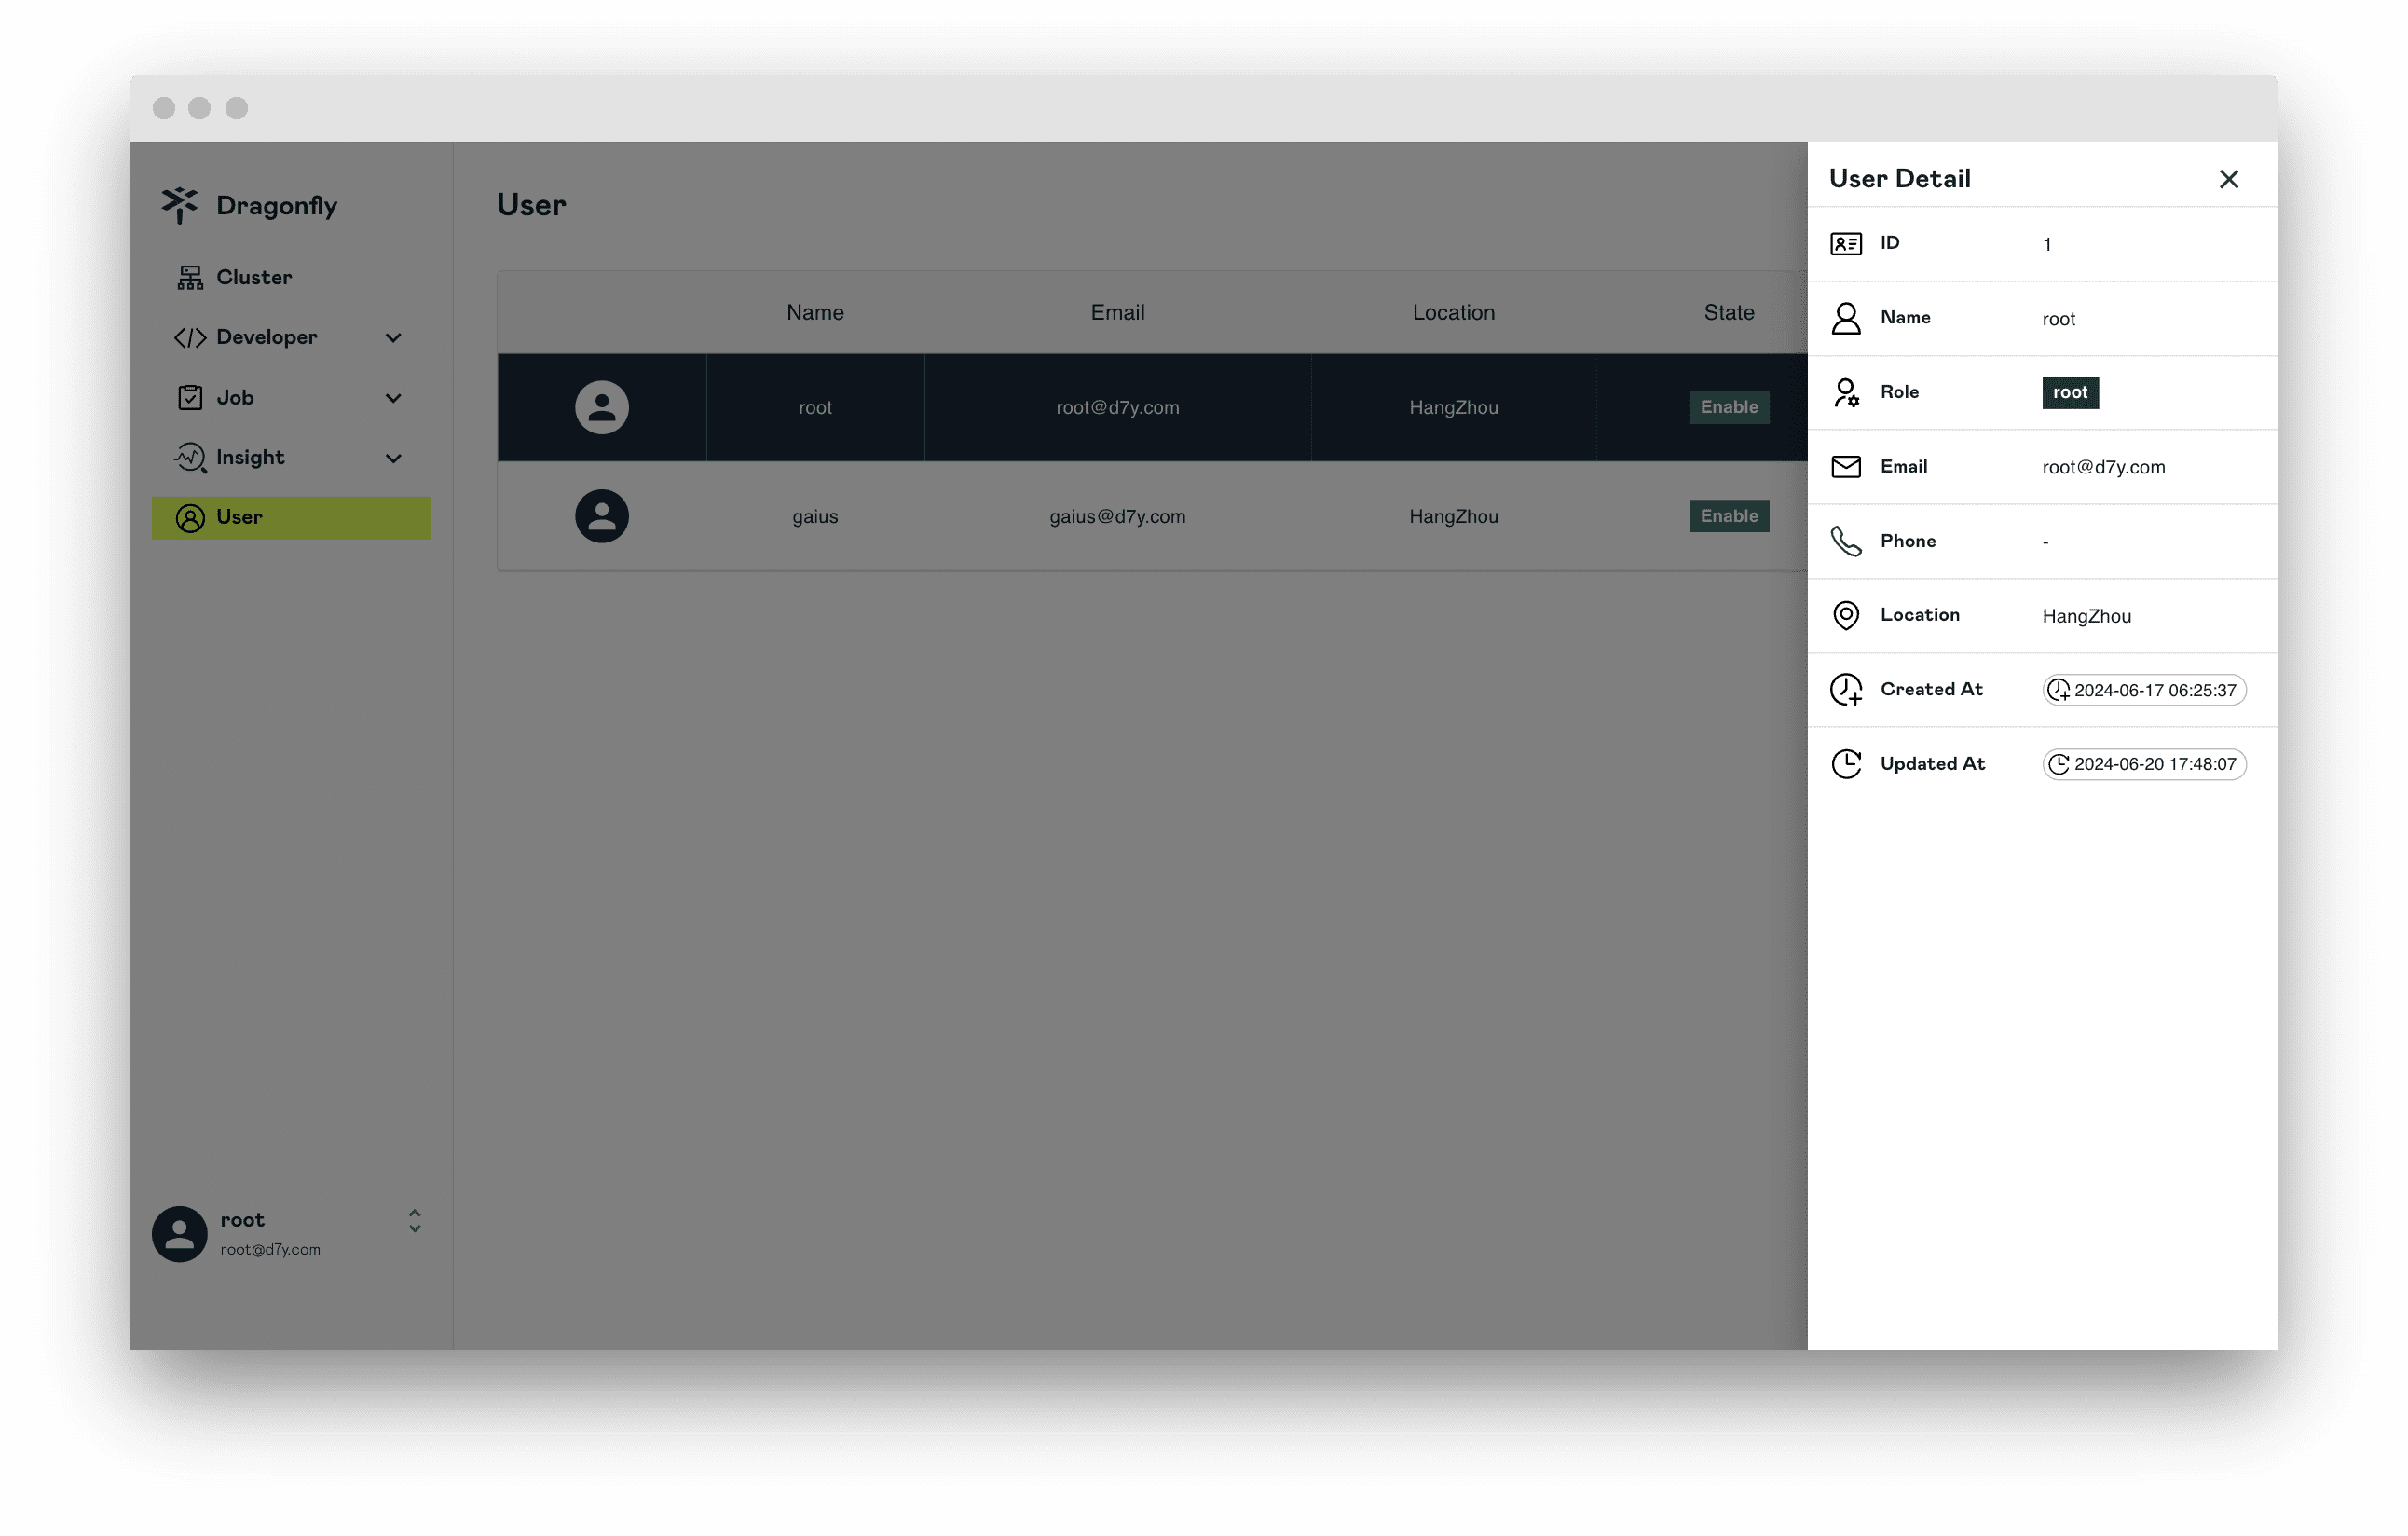 Dragonfly
Cluster
Developer
Job
Insight
User
root
root@d7y.com
User
Name Email Location State
root root@d7y.com HangZhou Enable
gaius gaius@d7y.com HangZhou Enable
User Detail
ID 1
Name root
Role root
Email root@d7y.com
Phone -
Location HangZhou
Created At 2024-06-17 06:25:37
Updated At 2024-06-20 17:48:07